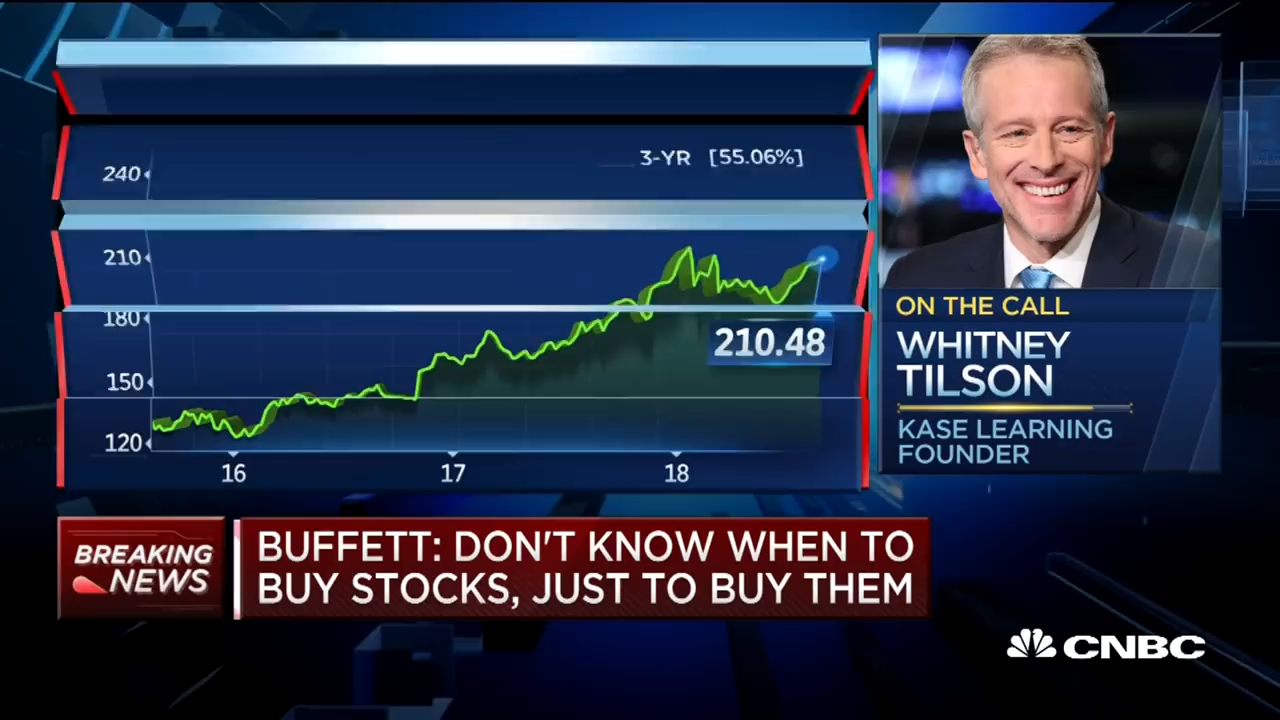 3-YR [55.06%]
240
210
180
150
120
210.48
16 17 18
ON THE CALL
WHITNEY
TILSON
KASE LEARNING
FOUNDER
BREAKING
NEWS
BUFFETT: DON'T KNOW WHEN TO
BUY STOCKS, JUST TO BUY THEM
CNBC